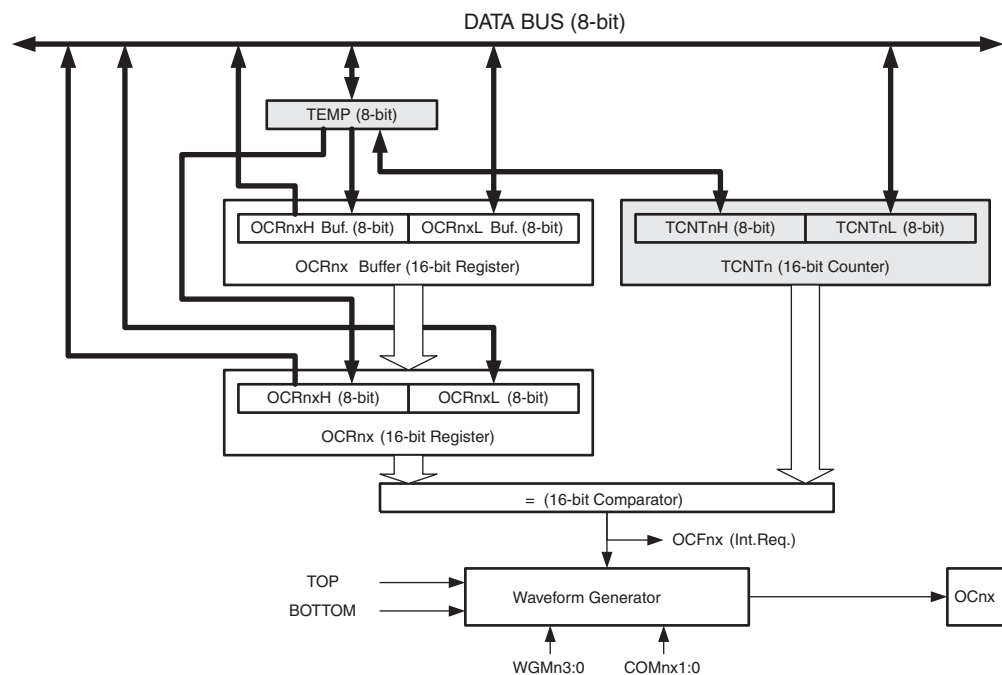 DATA BUS (8-bit)
TEMP (8-bit)
OCRnxH Buf. (8-bit)
OCRnxL Buf. (8-bit)
OCRnx Buffer (16-bit Register)
TCNTnH (8-bit)
TCNTnL (8-bit)
TCNTn (16-bit Counter)
OCRnxH (8-bit)
OCRnxL (8-bit)
OCRnx (16-bit Register)
= (16-bit Comparator)
OCFnx (Int.Req.)
TOP
BOTTOM
Waveform Generator
OCnx
WGMn3:0
COMnx1:0